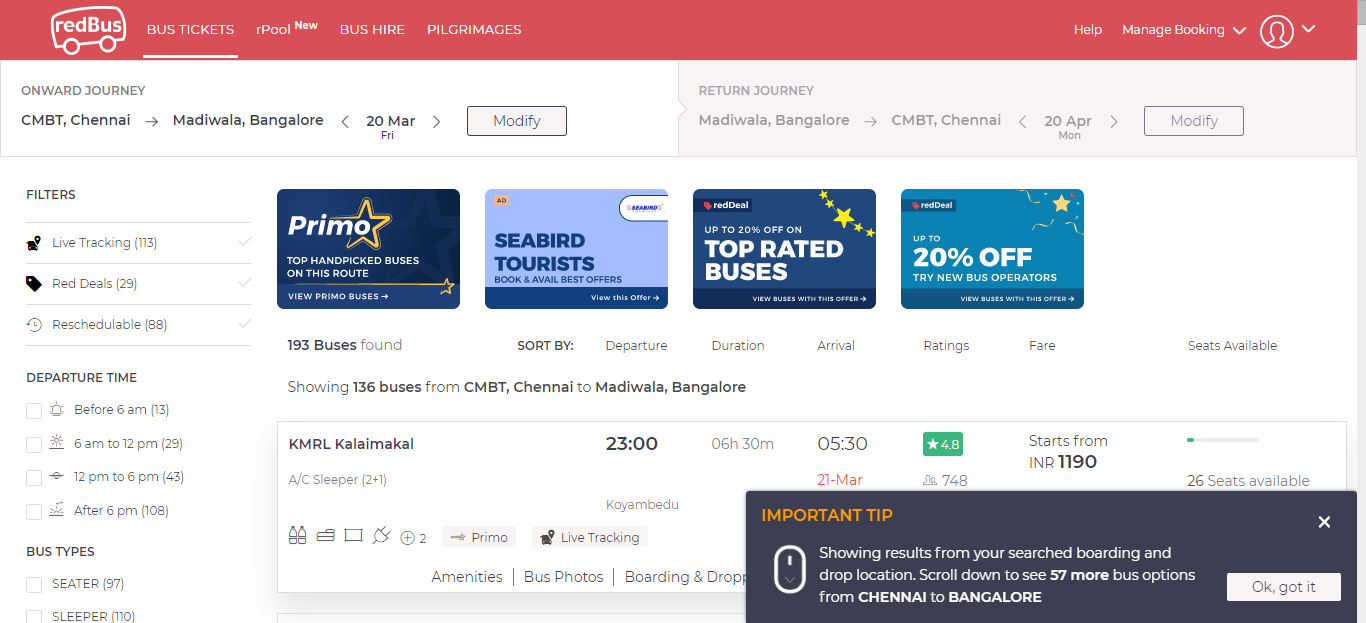 redBus
BUS TICKETS
rPool New
BUS HIRE
PILGRIMAGES
Help
Manage Booking
ONWARD JOURNEY
CMBT, Chennai → Madiwala, Bangalore < 20 Mar >
Fri
Modify
RETURN JOURNEY
Madiwala, Bangalore → CMBT, Chennai < 20 Apr >
Mon
Modify
FILTERS
Live Tracking (113)
Red Deals (29)
Reschedulable (88)
DEPARTURE TIME
Before 6 am (13)
6 am to 12 pm (29)
12 pm to 6 pm (43)
After 6 pm (108)
BUS TYPES
SEATER (97)
SLEEPER (110)
Primo
TOP HANDPICKED BUSES
ON THIS ROUTE
VIEW PRIMO BUSES →
AD
SEABIRD
SEABIRD
TOURISTS
BOOK & AVAIL BEST OFFERS
View this Offer →
redDeal
UP TO 20% OFF ON
TOP RATED
BUSES
VIEW BUSES WITH THIS OFFER →
redDeal
UP TO
20% OFF
TRY NEW BUS OPERATORS
VIEW BUSES WITH THIS OFFER →
193 Buses found
SORT BY:
Departure
Duration
Arrival
Ratings
Fare
Seats Available
Showing 136 buses from CMBT, Chennai to Madiwala, Bangalore
KMRL Kalaimakal
23:00
06h 30m
05:30
★ 4.8
Starts from
INR 1190
A/C Sleeper (2+1)
21-Mar
748
26 Seats available
Koyambedu
2
Primo
Live Tracking
Amenities | Bus Photos | Boarding & Dropp
IMPORTANT TIP
Showing results from your searched boarding and
drop location. Scroll down to see 57 more bus options
from CHENNAI to BANGALORE
Ok, got it